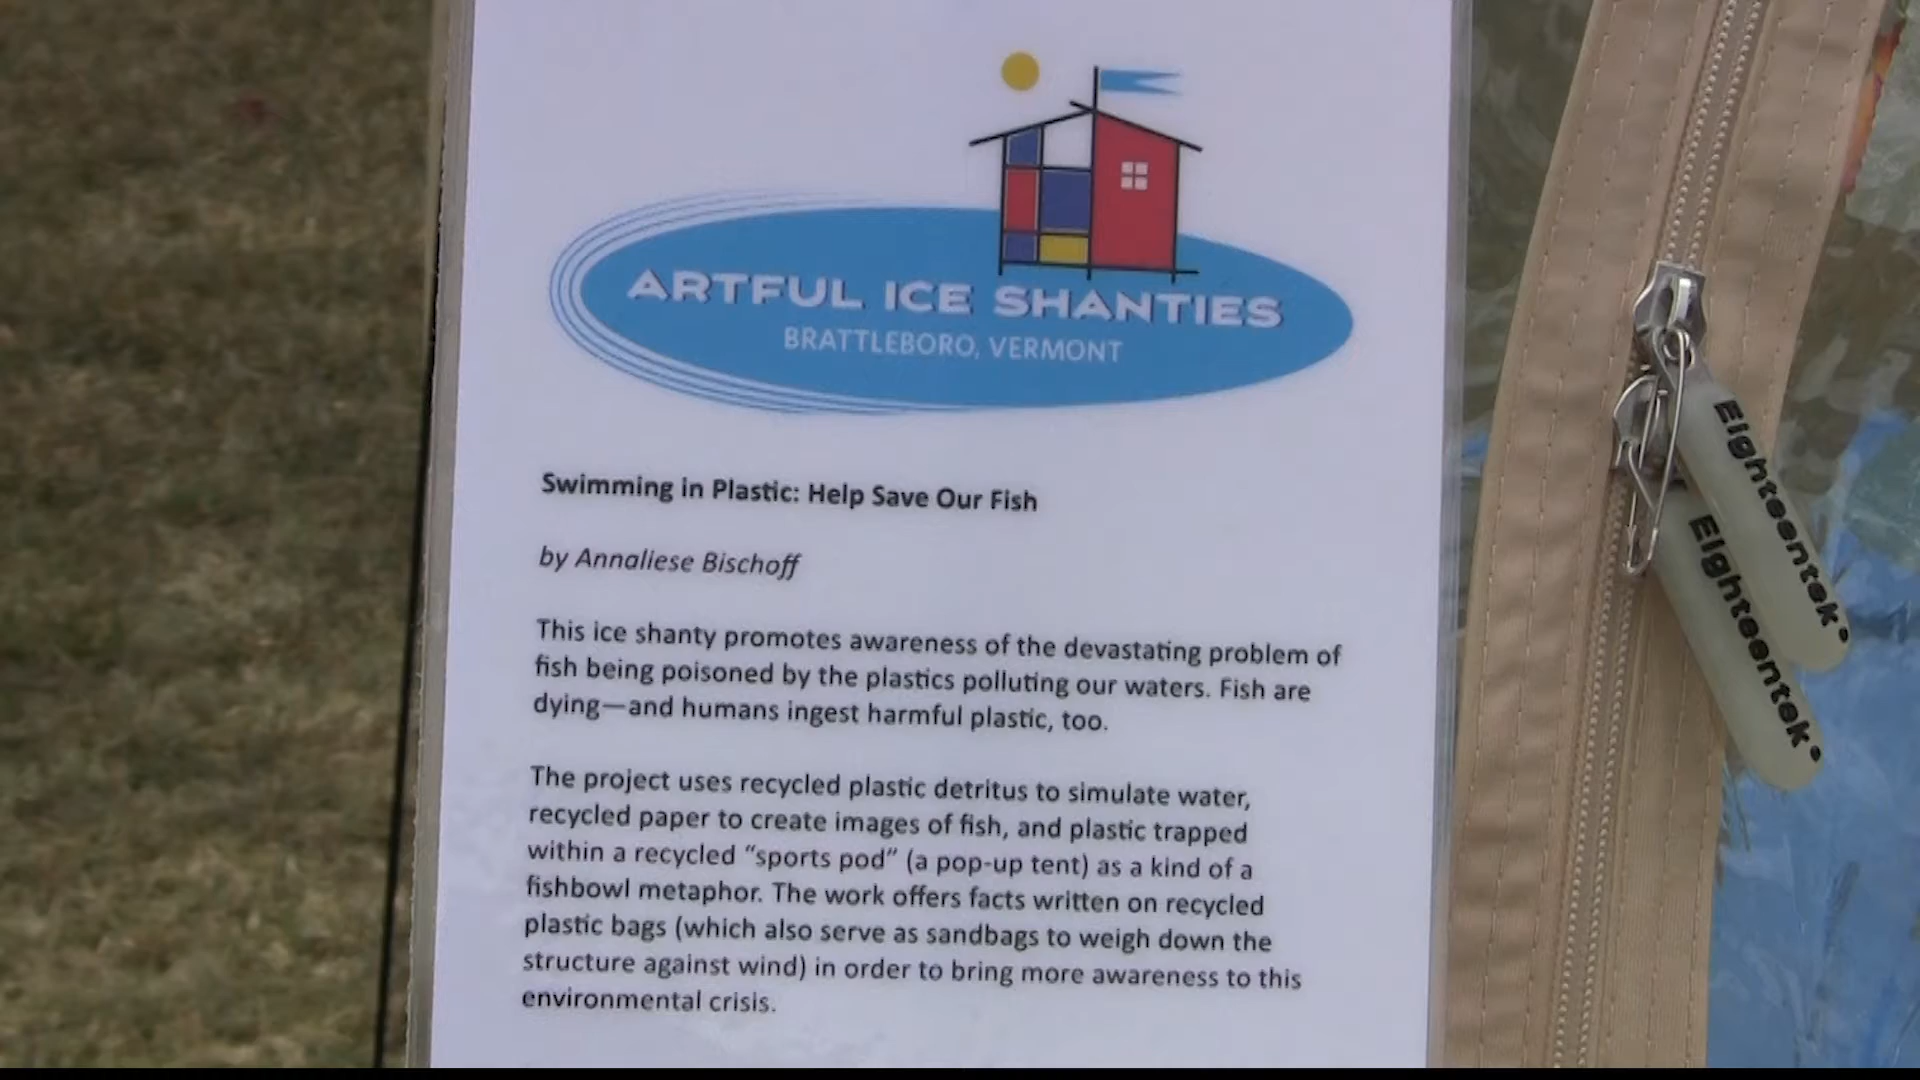 ARTFUL ICE SHANTIES
BRATTLEBORO, VERMONT
Swimming in Plastic: Help Save Our Fish
by Annaliese Bischoff
This ice shanty promotes awareness of the devastating problem of
fish being poisoned by the plastics polluting our waters. Fish are
dying—and humans ingest harmful plastic, too.
The project uses recycled plastic detritus to simulate water,
recycled paper to create images of fish, and plastic trapped
within a recycled “sports pod” (a pop-up tent) as a kind of a
fishbowl metaphor. The work offers facts written on recycled
plastic bags (which also serve as sandbags to weigh down the
structure against wind) in order to bring more awareness to this
environmental crisis.
Eighteentek
Eighteentek